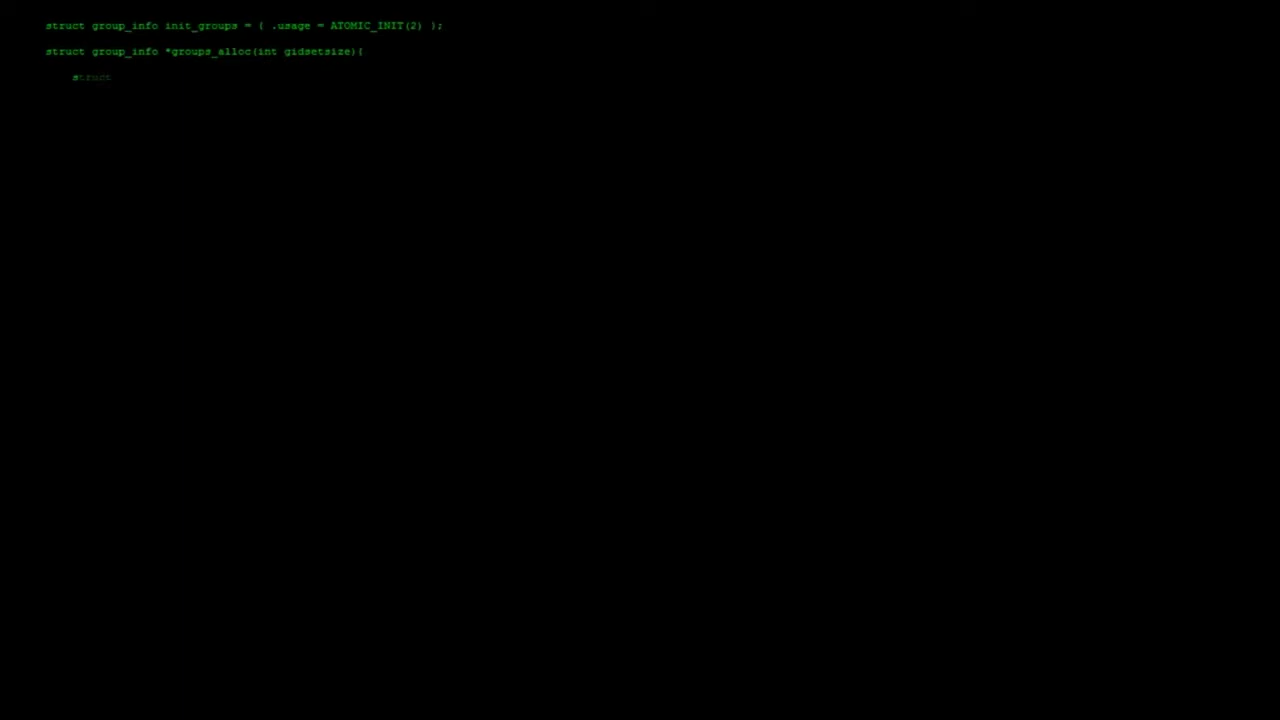 struct group_info init_groups = { .usage = ATOMIC_INIT(2) };
struct group_info *groups_alloc(int gidsetsize){
struct